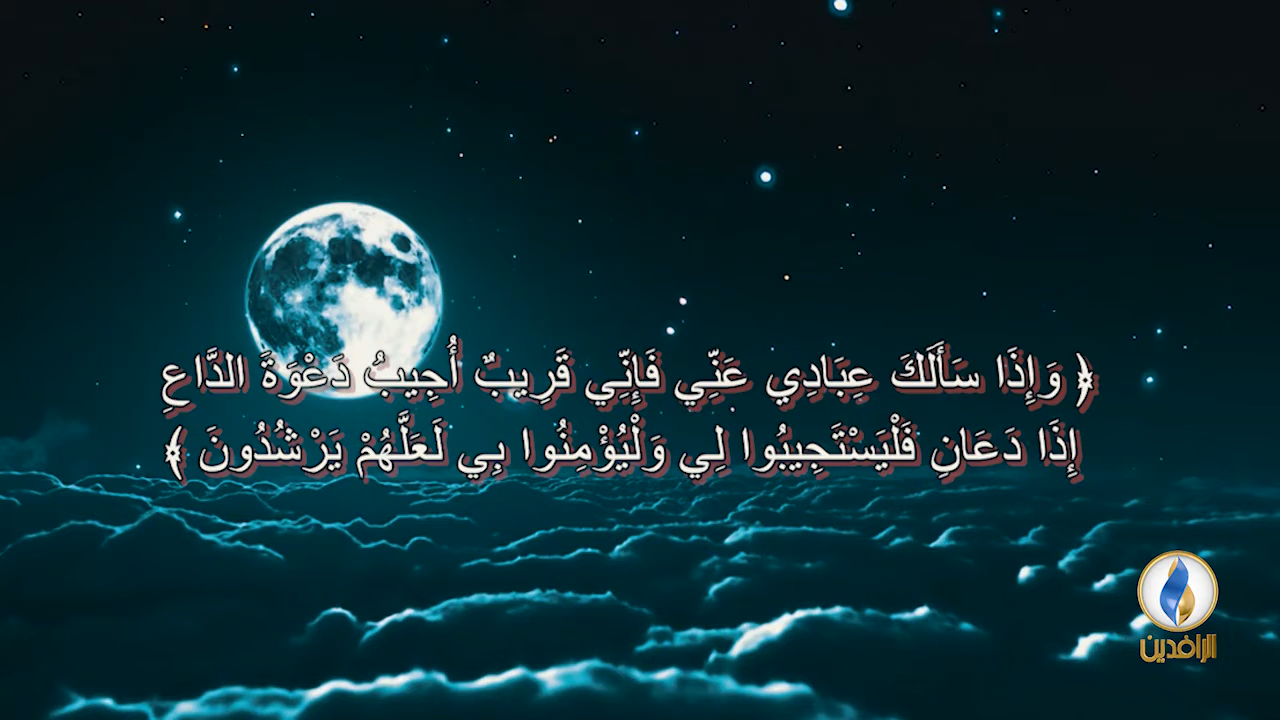 ﴿ وَإِذَا سَأَلَكَ عِبَادِي عَنِّي فَإِنِّي قَرِيبٌ أُجِيبُ دَعْوَةَ الدَّاعِ
إِذَا دَعَانِ فَلْيَسْتَجِيبُوا لِي وَلْيُؤْمِنُوا بِي لَعَلَّهُمْ يَرْشُدُونَ ﴾
الرافدين